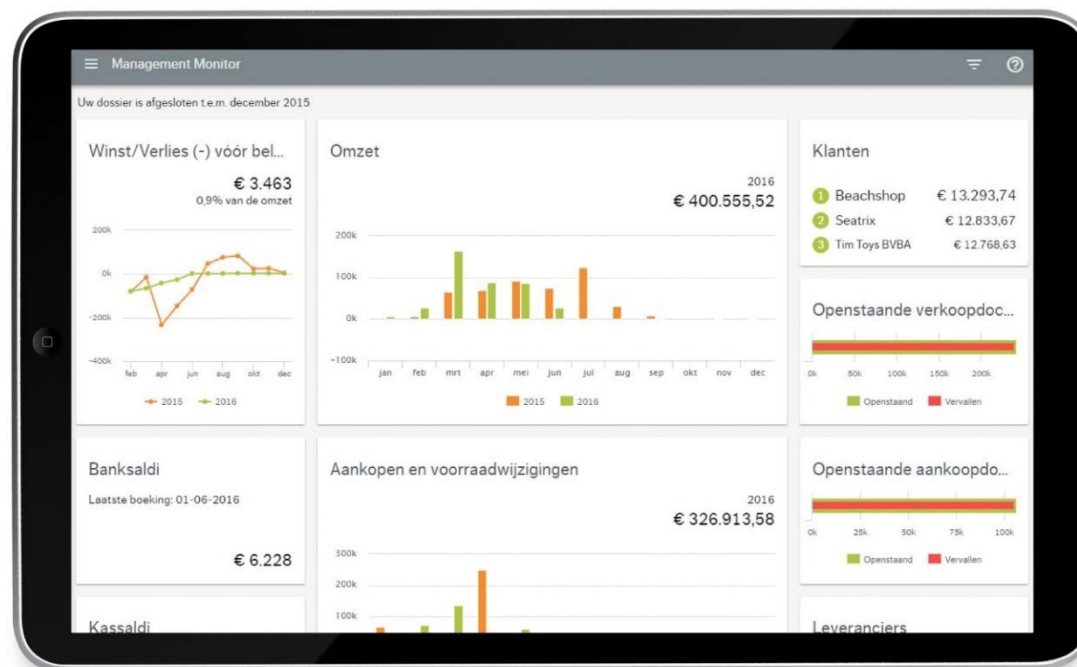 Management Monitor
Uw dossier is afgesloten t.e.m. december 2015
Winst/Verlies (-) vóór bel...
€ 3.463
0,9% van de omzet
200k
0k
-200k
-400k
feb apr jun aug okt dec
2015 2016
Omzet
2016
€ 400.555,52
200k
100k
0k
-100k
jan feb mrt apr mei jun jul aug sep okt nov dec
2015 2016
Klanten
1 Beachshop € 13.293,74
2 Seatrix € 12.833,67
3 Tim Toys BVBA € 12.768,63
Openstaande verkoopdoc...
0k 50k 100k 150k 200k
Openstaand Vervallen
Banksaldi
Laatste boeking: 01-06-2016
€ 6.228
Aankopen en voorraadwijzigingen
2016
€ 326.913,58
300k
200k
100k
Openstaande aankoopdo...
0k 25k 50k 75k 100k
Openstaand Vervallen
Kassaldi
Leveranciers